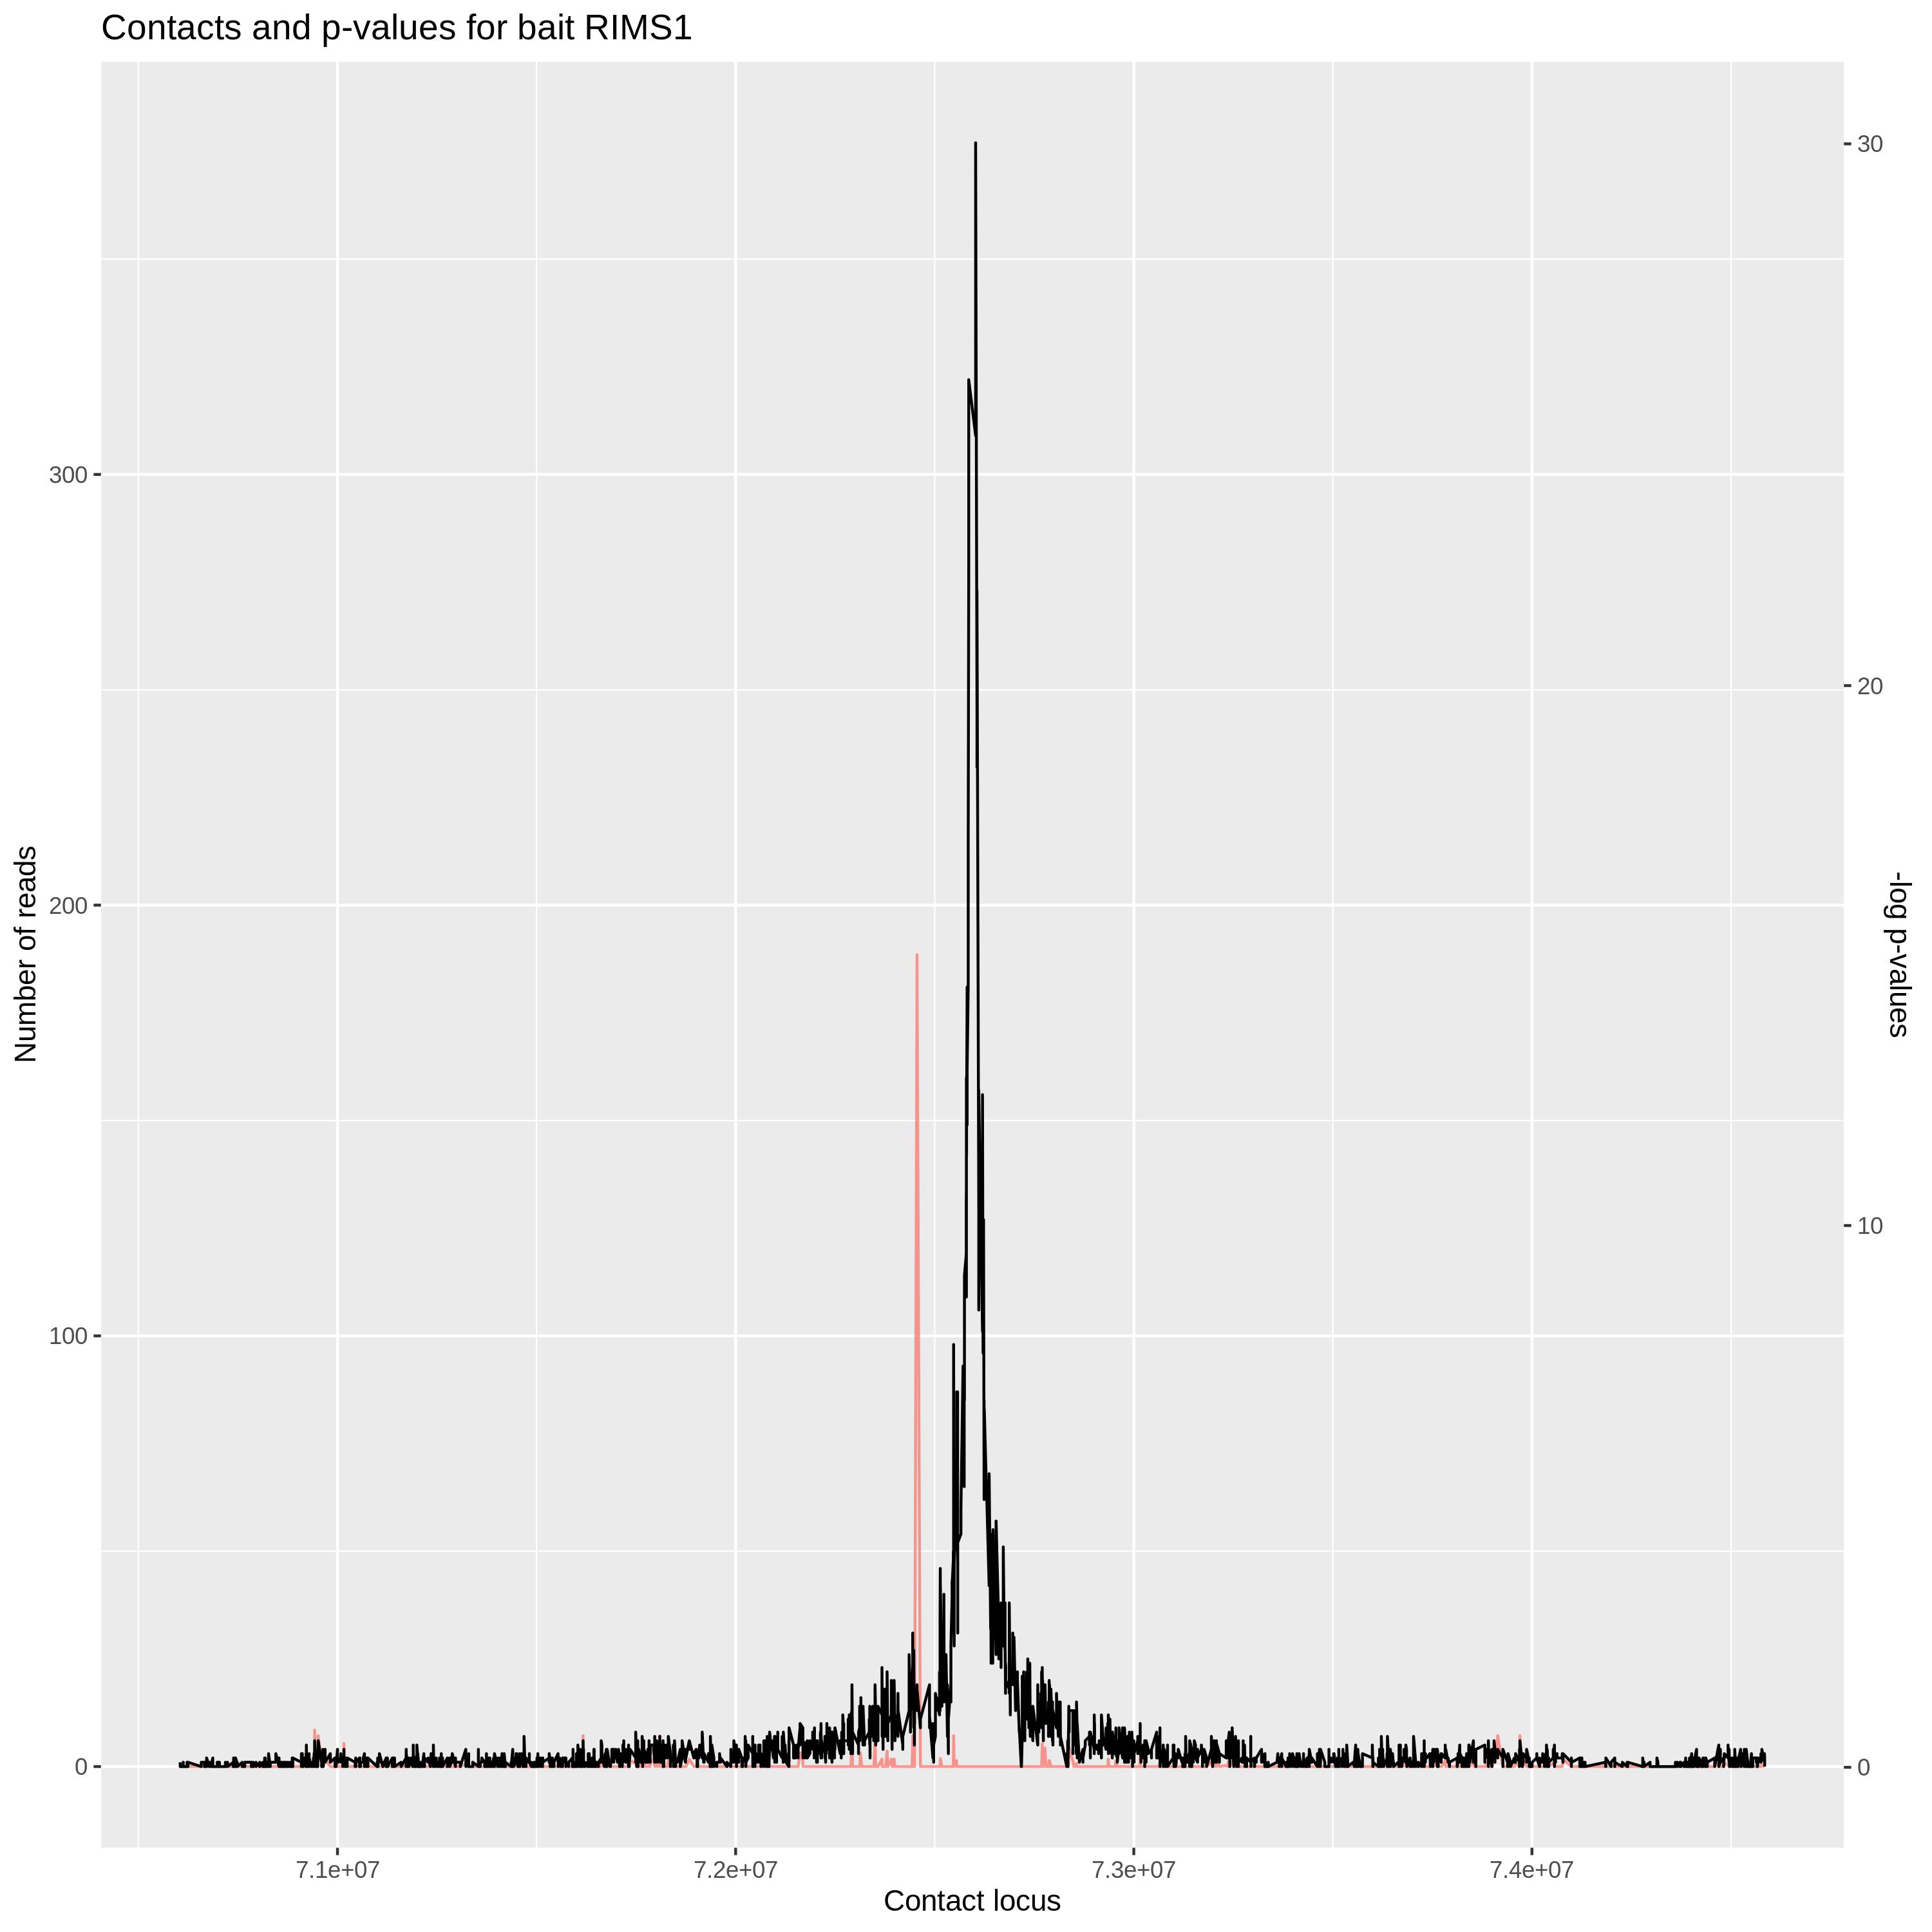 Contacts and p-values for bait RIMS1
30
300
20
200
Number of reads
-log p-values
10
100
0
0
7.1e+07
7.2e+07
7.3e+07
7.4e+07
Contact locus